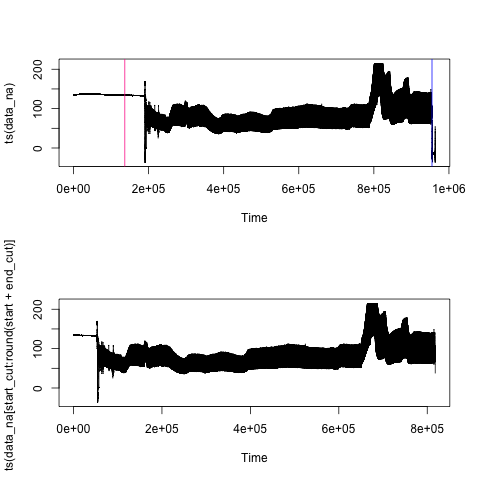 ts(data_na)
200
100
0
0e+00 2e+05 4e+05 6e+05 8e+05 1e+06
Time
ts(data_na[start_cut:round(start + end_cut)]
200
100
0
0e+00 2e+05 4e+05 6e+05 8e+05
Time